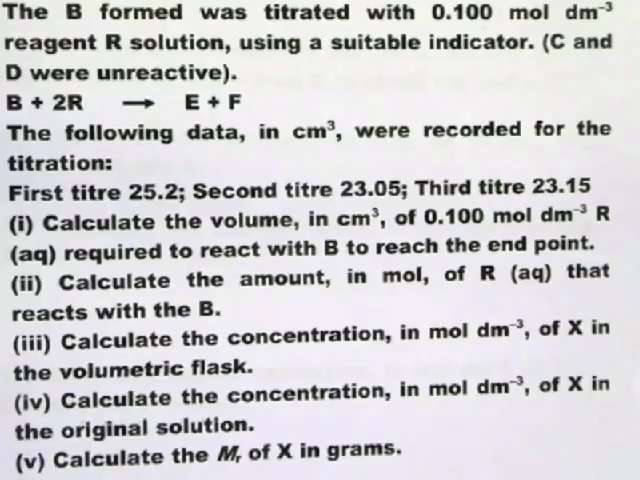 The B formed was titrated with 0.100 mol dm⁻³
reagent R solution, using a suitable indicator. (C and
D were unreactive).
B + 2R → E + F
The following data, in cm³, were recorded for the
titration:
First titre 25.2; Second titre 23.05; Third titre 23.15
(i) Calculate the volume, in cm³, of 0.100 mol dm⁻³ R
(aq) required to react with B to reach the end point.
(ii) Calculate the amount, in mol, of R (aq) that
reacts with the B.
(iii) Calculate the concentration, in mol dm⁻³, of X in
the volumetric flask.
(iv) Calculate the concentration, in mol dm⁻³, of X in
the original solution.
(v) Calculate the Mᵣ of X in grams.